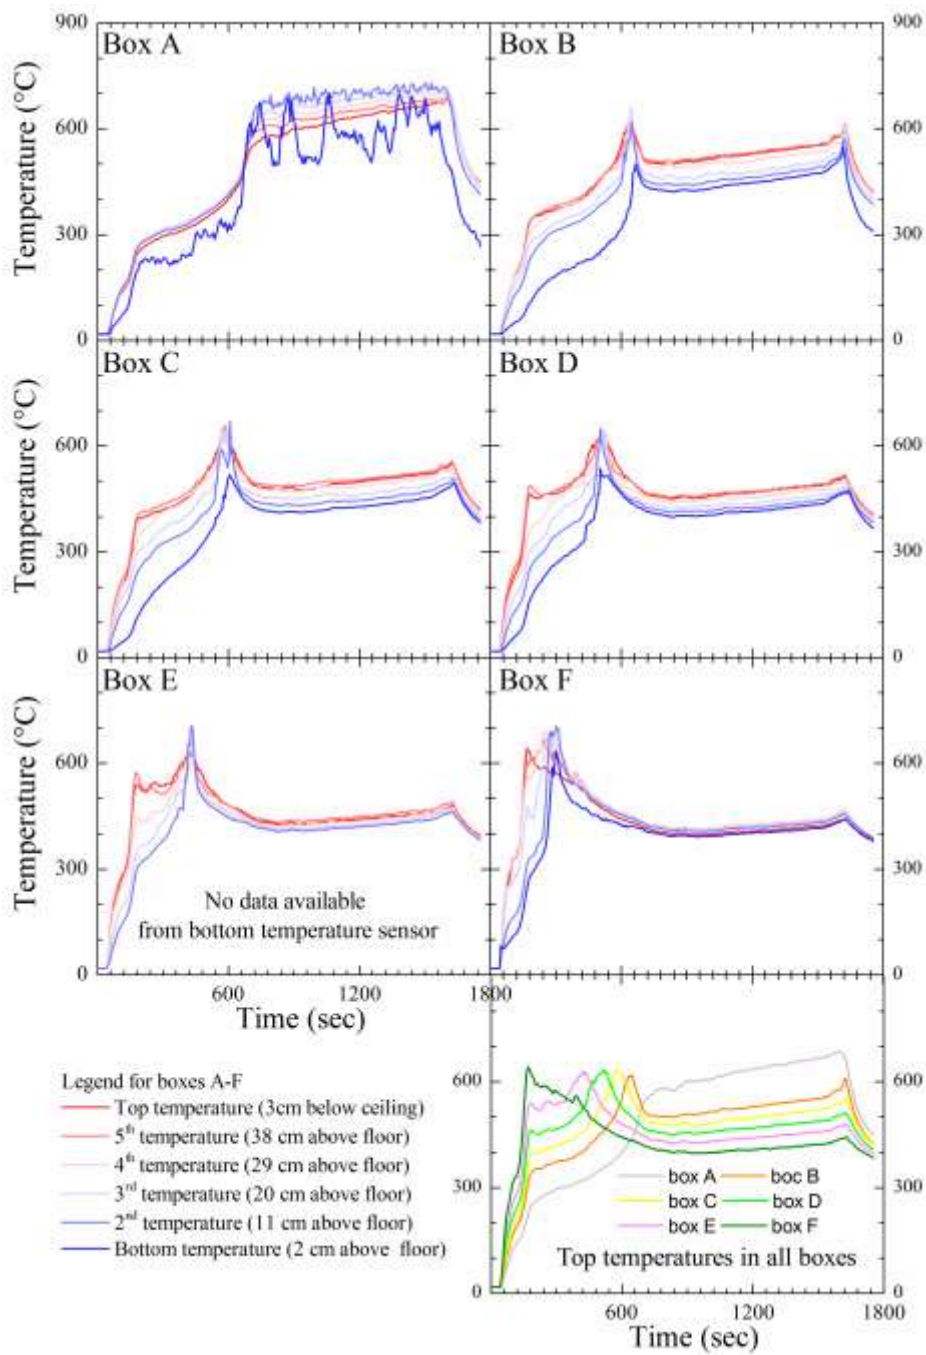 900
Box A
Box B
900
Temperature (°C)
600
600
300
300
0
0
Box C
Box D
Temperature (°C)
600
600
300
300
0
0
Box E
Box F
Temperature (°C)
600
600
300
300
No data available
from bottom temperature sensor
0
0
600
1200
1800
Time (sec)
Legend for boxes A-F
Top temperature (3cm below ceiling)
5th temperature (38 cm above floor)
4th temperature (29 cm above floor)
3rd temperature (20 cm above floor)
2nd temperature (11 cm above floor)
Bottom temperature (2 cm above floor)
600
300
0
box A
boc B
box C
box D
box E
box F
Top temperatures in all boxes
600
1200
1800
Time (sec)